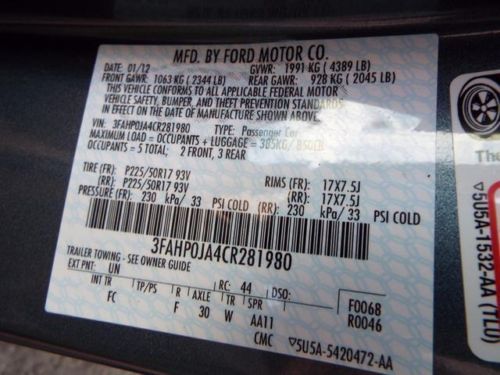 MFD. BY FORD MOTOR CO.
DATE: 01/12 GVWR: 1991 KG ( 4389 LB)
FRONT GAWR: 1063 KG ( 2344 LB) REAR GAWR: 928 KG ( 2045 LB)
THIS VEHICLE CONFORMS TO ALL APPLICABLE FEDERAL MOTOR
VEHICLE SAFETY, BUMPER, AND THEFT PREVENTION STANDARDS
IN EFFECT ON THE DATE OF MANUFACTURE SHOWN ABOVE.
VIN: 3FAHP0JA4CR281980 TYPE: Passenger Car
MAXIMUM LOAD = OCCUPANTS + LUGGAGE = 385KG/ 850LB
OCCUPANTS = 5 TOTAL: 2 FRONT, 3 REAR
TIRE (FR): P225/50R17 93V RIMS (FR): 17X7.5J
(RR): P225/50R17 93V (RR): 17X7.5J
PRESSURE (FR): 230 kPa/ 33 PSI COLD (RR): 230 kPa/ 33 PSI COLD
3FAHP0JA4CR281980
TRAILER TOWING - SEE OWNER GUIDE
EXT PNT: UN RC: 44 DSO: F0068
INT TR TP/PS R AXLE TR SPR R0046
FC F 30 W AA11
CMC ▽5U5A-5420472-AA
▽5U5A-1532-AA (TLU)